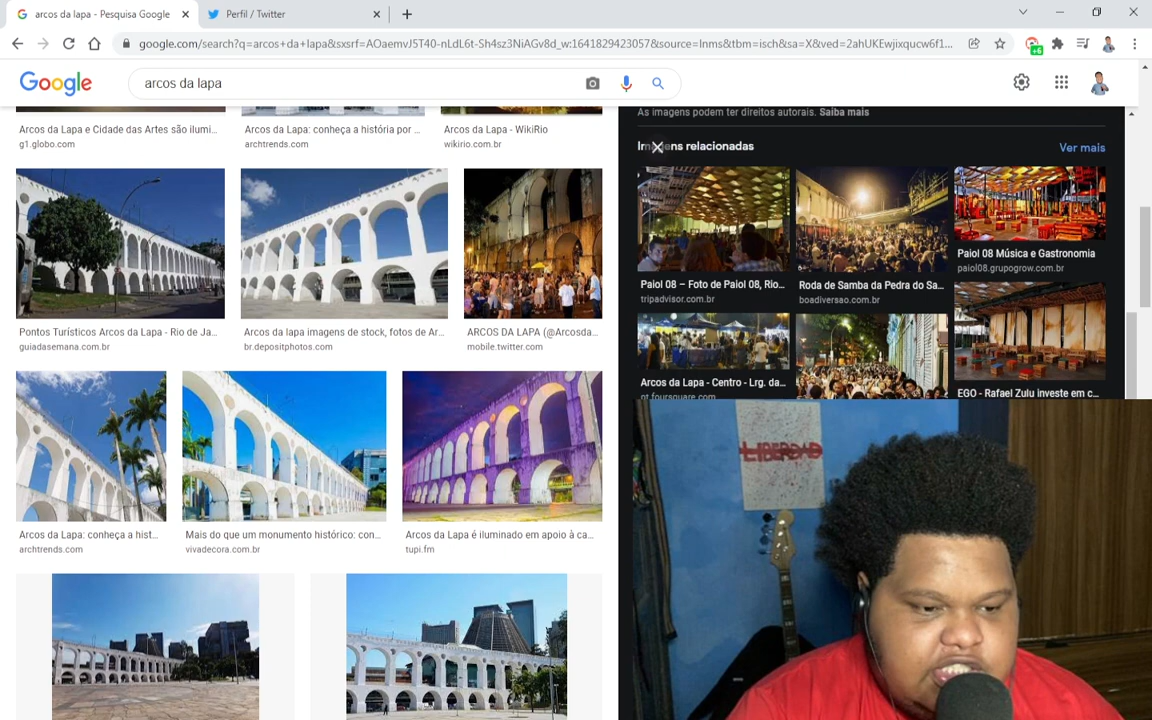 arcos da lapa - Pesquisa Google
Perfil / Twitter
google.com/search?q=arcos+da+lapa&sxsrf=AOaemvJ5T40-nLdL6t-Sh4sz3NiAGv8d_w:1641829423057&source=lnms&tbm=isch&sa=X&ved=2ahUKEwjixqucw6f1...
+6
Google
arcos da lapa
Arcos da Lapa e Cidade das Artes são ilumi...
g1.globo.com
Arcos da Lapa: conheça a história por ...
archtrends.com
Arcos da Lapa - WikiRio
wikirio.com.br
Pontos Turísticos Arcos da Lapa - Rio de Ja...
guiadasemana.com.br
Arcos da lapa imagens de stock, fotos de Ar...
br.depositphotos.com
ARCOS DA LAPA (@Arcosda...
mobile.twitter.com
Arcos da Lapa: conheça a hist...
archtrends.com
Mais do que um monumento histórico: con...
vivadecora.com.br
Arcos da Lapa é iluminado em apoio à ca...
tupi.fm
As imagens podem ter direitos autorais. Saiba mais
relacionadas
Ver mais
Paiol 08 – Foto de Paiol 08, Rio...
tripadvisor.com.br
Roda de Samba da Pedra do Sa...
boadiversao.com.br
Paiol 08 Música e Gastronomia
paiol08.grupogrow.com.br
Arcos da Lapa - Centro - Lrg. da...
pt.foursquare.com
EGO - Rafael Zulu investe em c...
LIBERDAD